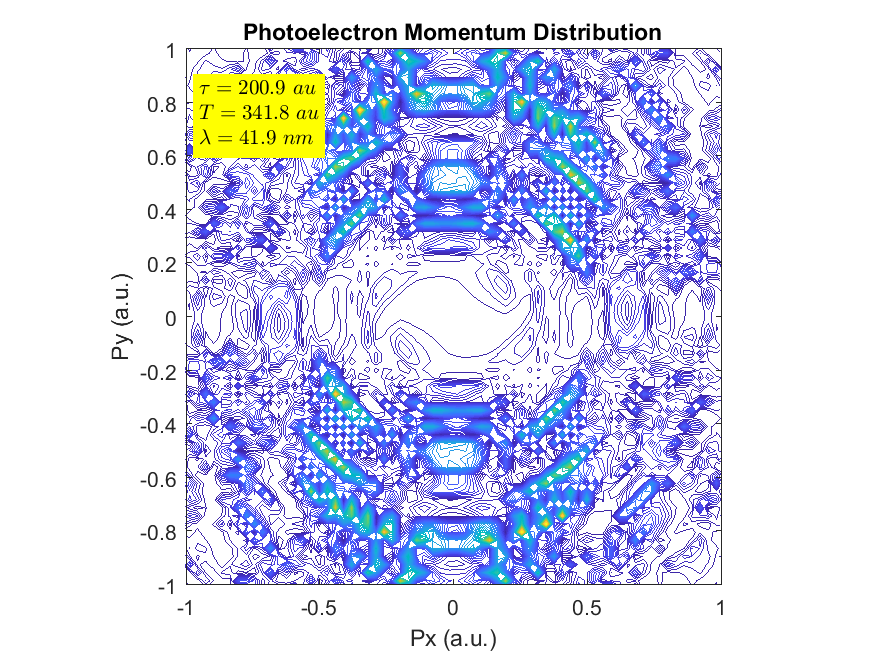 Photoelectron Momentum Distribution
τ = 200.9 au
T = 341.8 au
λ = 41.9 nm
1
0.8
0.6
0.4
0.2
0
-0.2
-0.4
-0.6
-0.8
-1
Py (a.u.)
-1 -0.5 0 0.5 1
Px (a.u.)